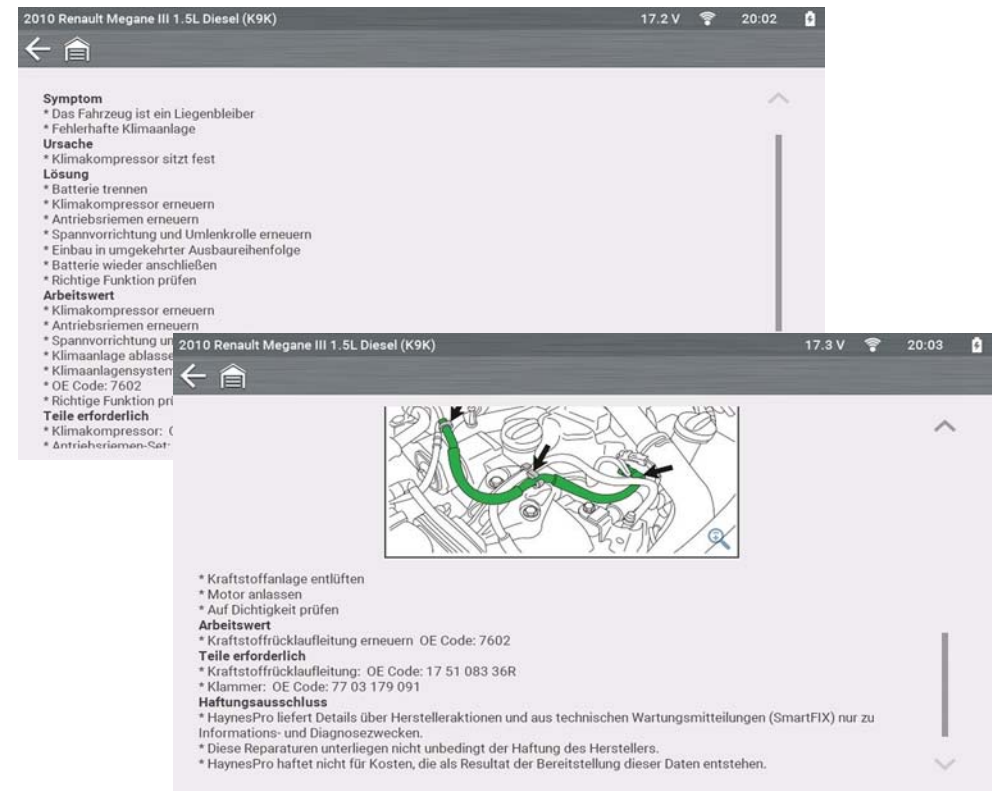 2010 Renault Megane III 1.5L Diesel (K9K) 17.2 V 20:02
Symptom
* Das Fahrzeug ist ein Liegenbleiber
* Fehlerhafte Klimaanlage
Ursache
* Klimakompressor sitzt fest
Lösung
* Batterie trennen
* Klimakompressor erneuern
* Antriebsriemen erneuern
* Spannvorrichtung und Umlenkrolle erneuern
* Einbau in umgekehrter Ausbaureihenfolge
* Batterie wieder anschließen
* Richtige Funktion prüfen
Arbeitswert
* Klimakompressor erneuern
* Antriebsriemen erneuern
* Spannvorrichtung
* Klimaanlage
* OE Code: 7602
* Richtige Funktion
Teile erforderlich
* Klimakompressor:
* Antriebsriemen-Set:
2010 Renault Megane III 1.5L Diesel (K9K) 17.3 V 20:03
* Kraftstoffanlage entlüften
* Motor anlassen
* Auf Dichtigkeit prüfen
Arbeitswert
* Kraftstoffrücklaufleitung erneuern OE Code: 7602
Teile erforderlich
* Kraftstoffrücklaufleitung: OE Code: 17 51 083 36R
* Klammer: OE Code: 77 03 179 091
Haftungsausschluss
* HaynesPro liefert Details über Herstelleraktionen und aus technischen Wartungsmitteilungen (SmartFIX) nur zu
Informations- und Diagnosezwecken.
* Diese Reparaturen unterliegen nicht unbedingt der Haftung des Herstellers.
* HaynesPro haftet nicht für Kosten, die als Resultat der Bereitstellung dieser Daten entstehen.